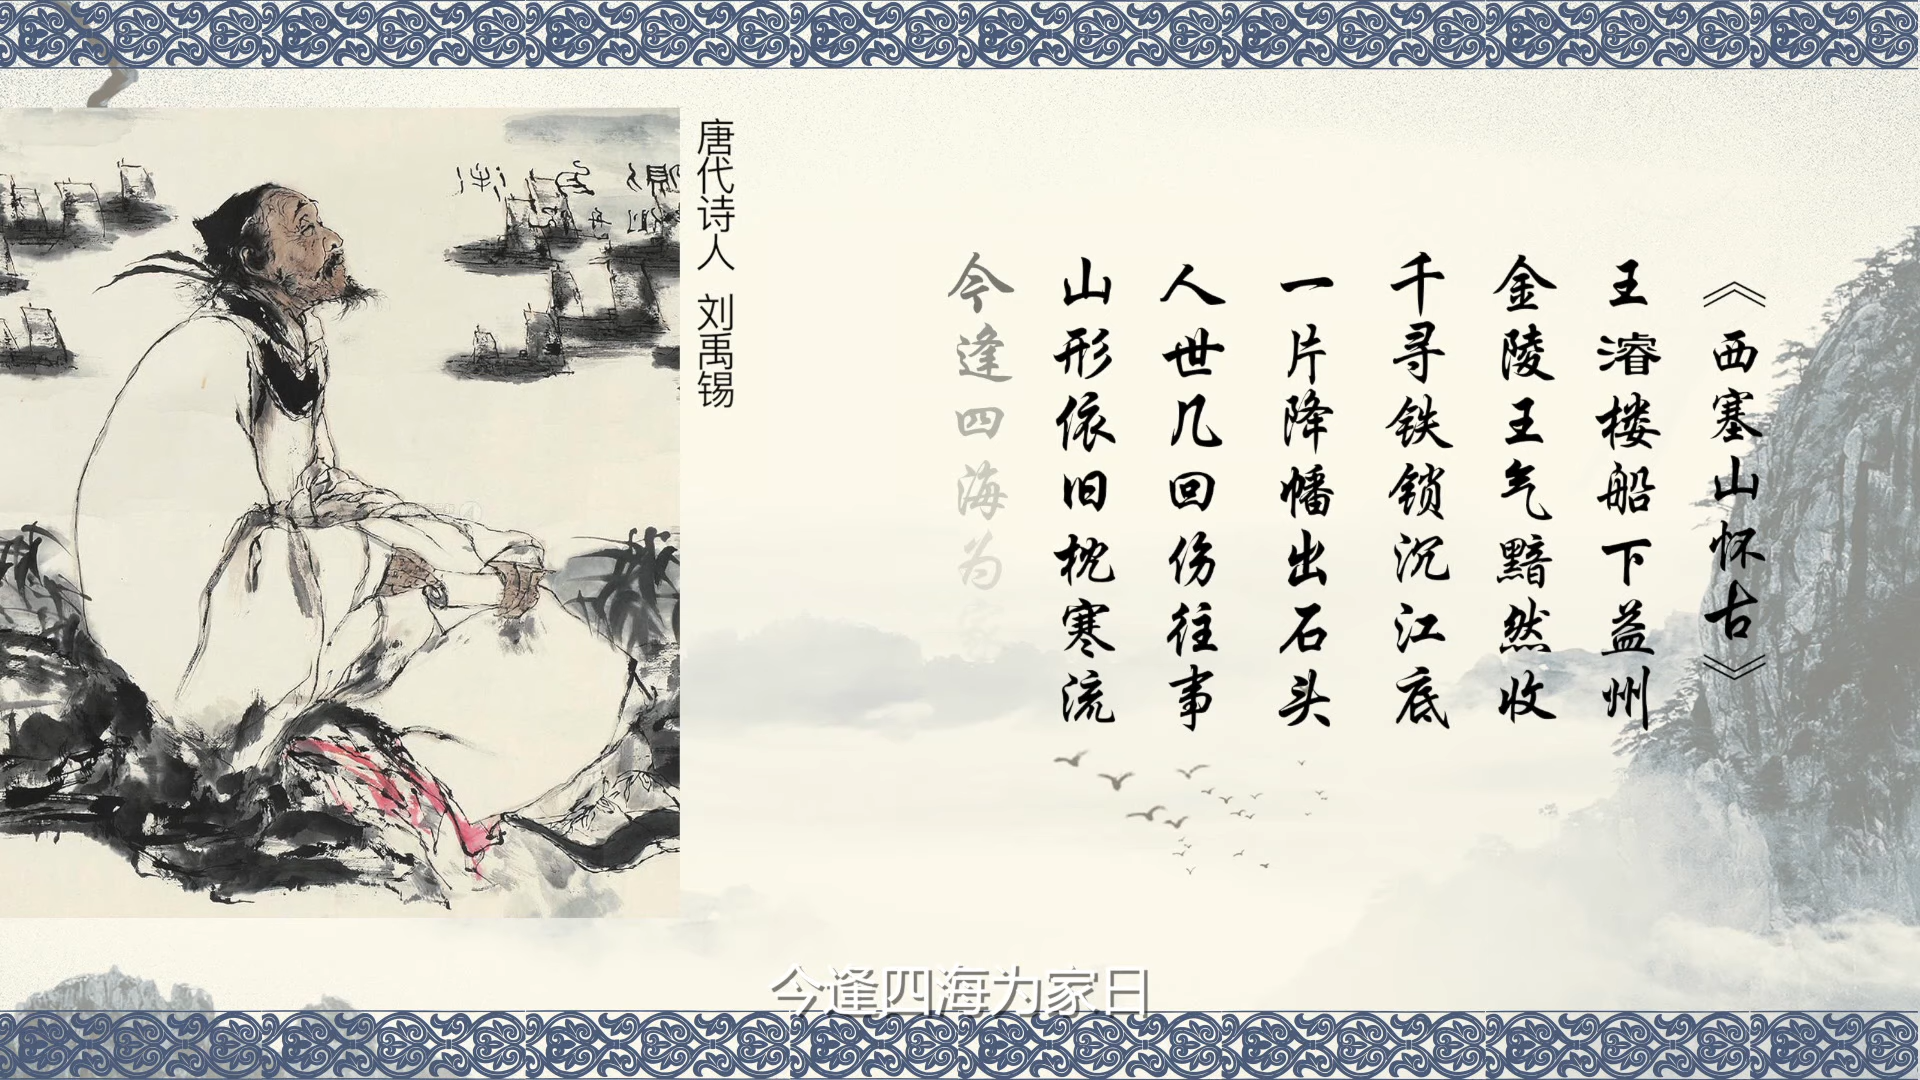 《西塞山怀古》
王濬楼船下益州
金陵王气黯然收
千寻铁锁沉江底
一片降幡出石头
人世几回伤往事
山形依旧枕寒流
今逢四海为家
唐代诗人 刘禹锡
今逢四海为家日